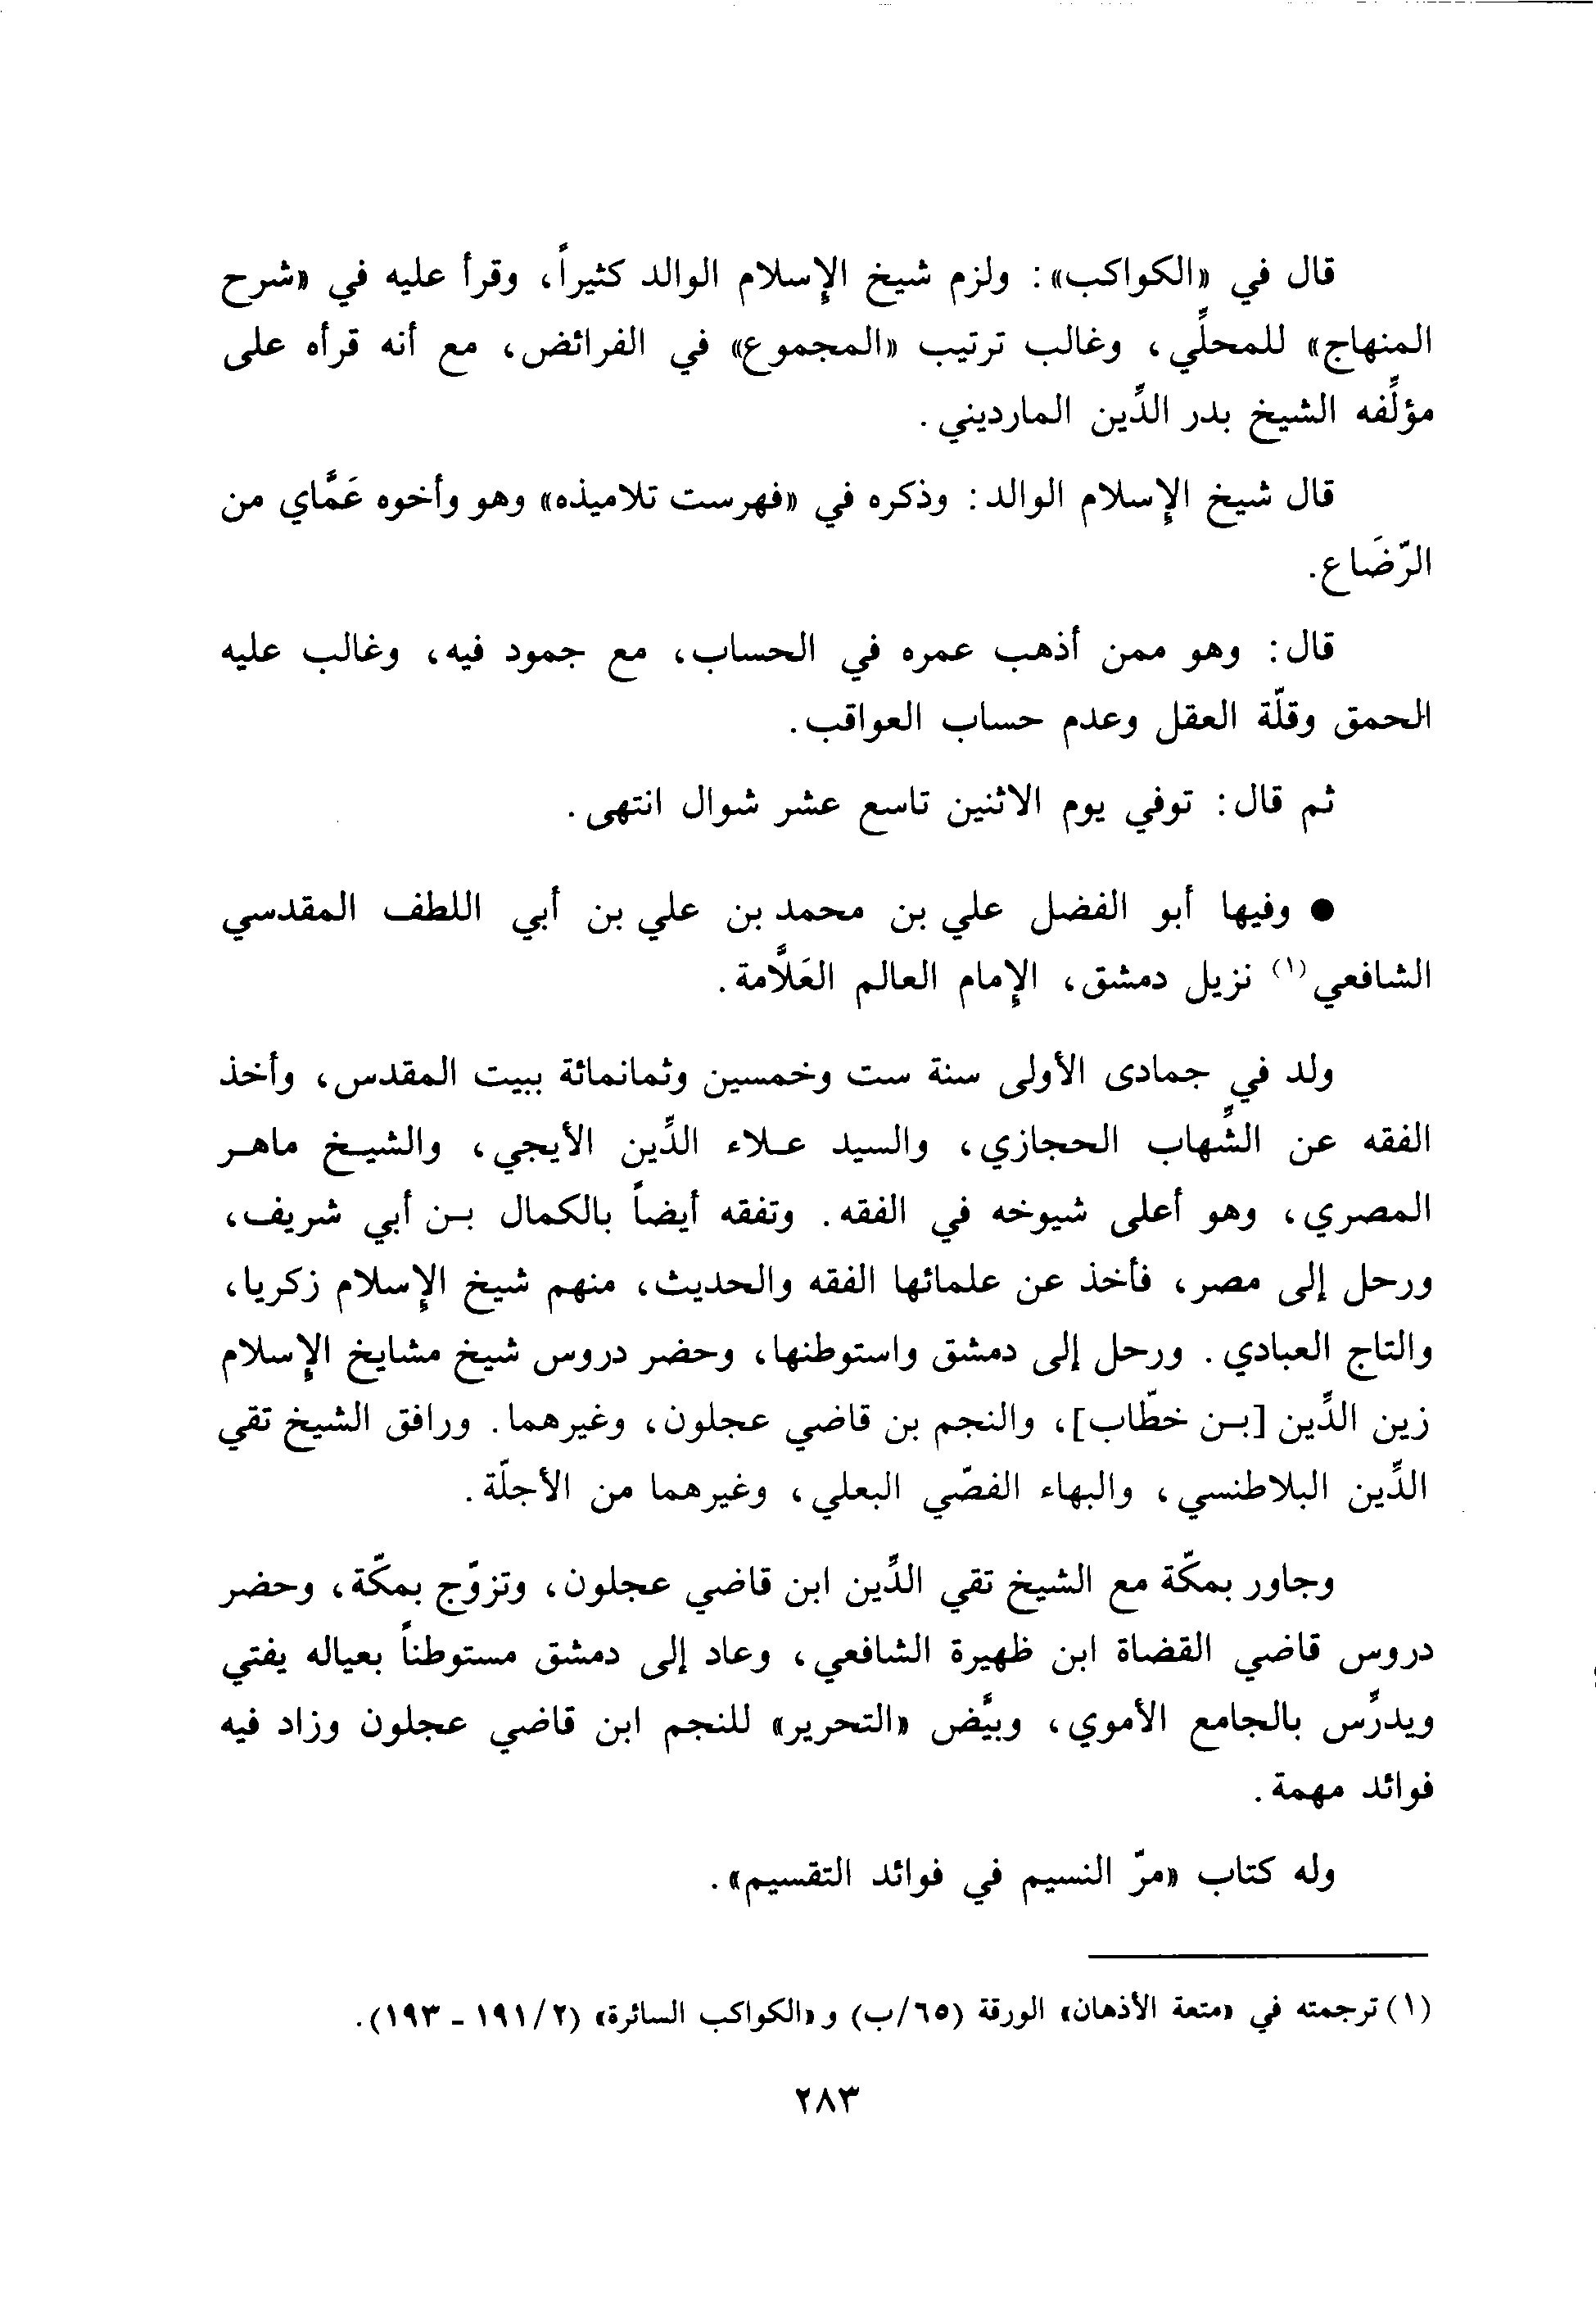 قال في «الكواكب»: ولزم شيخ الإسلام الوالد كثيراً، وقرأ عليه في «شرح
المنهاج» للمحلِّي، وغالب ترتيب «المجموع» في الفرائض، مع أنه قرأه على
مؤلِّفه الشيخ بدر الدِّين المارديني.
قال شيخ الإسلام الوالد: وذكره في «فهرست تلاميذه» وهو وأخوه عَمَّاي من
الرّضَاع.
قال: وهو ممن أذهب عمره في الحساب، مع جمود فيه، وغالب عليه
الحمق وقلّة العقل وعدم حساب العواقب.
ثم قال: توفي يوم الاثنين تاسع عشر شوال انتهى.
● وفيها أبو الفضل علي بن محمد بن علي بن أبي اللطف المقدسي
الشافعي(١) نزيل دمشق، الإمام العالم العَلَّامة.
ولد في جمادى الأولى سنة ست وخمسين وثمانمائة ببيت المقدس، وأخذ
الفقه عن الشِّهاب الحجازي، والسيد علاء الدِّين الأيجي، والشيخ ماهر
المصري، وهو أعلى شيوخه في الفقه. وتفقه أيضاً بالكمال بن أبي شريف،
ورحل إلى مصر، فأخذ عن علمائها الفقه والحديث، منهم شيخ الإسلام زكريا،
والتاج العبادي. ورحل إلى دمشق واستوطنها، وحضر دروس شيخ مشايخ الإسلام
زين الدِّين [بن خطّاب]، والنجم بن قاضي عجلون، وغيرهما. ورافق الشيخ تقي
الدِّين البلاطنسي، والبهاء الفصّي البعلي، وغيرهما من الأجلّة.
وجاور بمكّة مع الشيخ تقي الدِّين ابن قاضي عجلون، وتزوّج بمكّة، وحضر
دروس قاضي القضاة ابن ظهيرة الشافعي، وعاد إلى دمشق مستوطناً بعياله يفتي
ويدرِّس بالجامع الأموي، وبيَّض «التحرير» للنجم ابن قاضي عجلون وزاد فيه
فوائد مهمة.
وله كتاب «مرّ النسيم في فوائد التقسيم».
(١) ترجمته في «متعة الأذهان» الورقة (٦٥/ب) و «الكواكب السائرة» (١٩١/٢ - ١٩٣).
٢٨٣